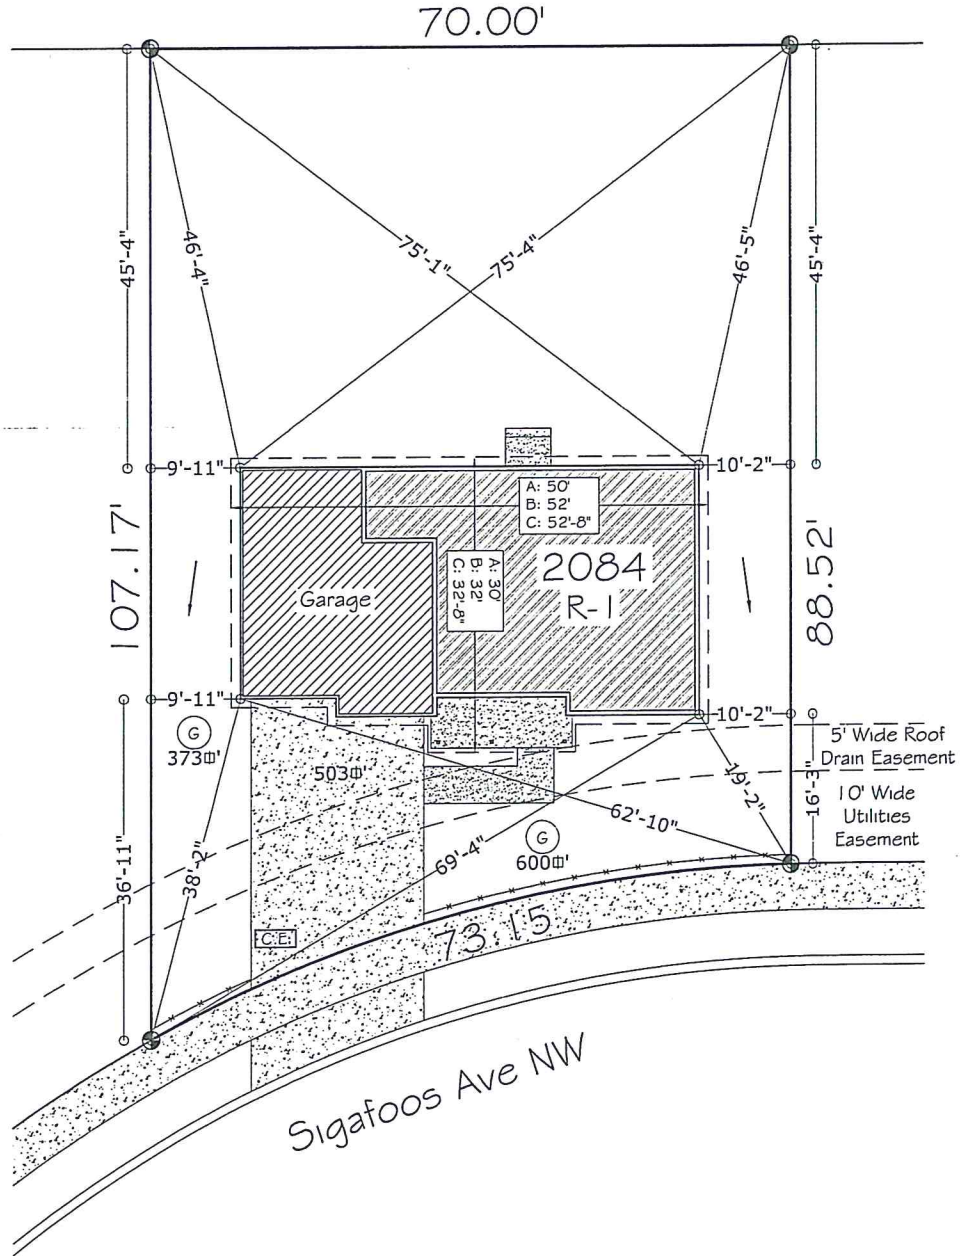 70.00'
45'-4"
46'-4"
75'-1"
75'-4"
46'-5"
45'-4"
9'-11"
10'-2"
A: 50'
B: 52'
C: 52'-8"
107.17'
Garage
A: 30'
B: 32'
C: 32'-8"
2084
R-1
88.52'
9'-11"
10'-2"
G
373⏍'
503⏍'
5' Wide Roof
Drain Easement
19'-2"
16'-3"
10' Wide
Utilities
Easement
62'-10"
G
600⏍'
69'-4"
36'-11"
38'-2"
C.E.
73.15
Sigafoos Ave NW